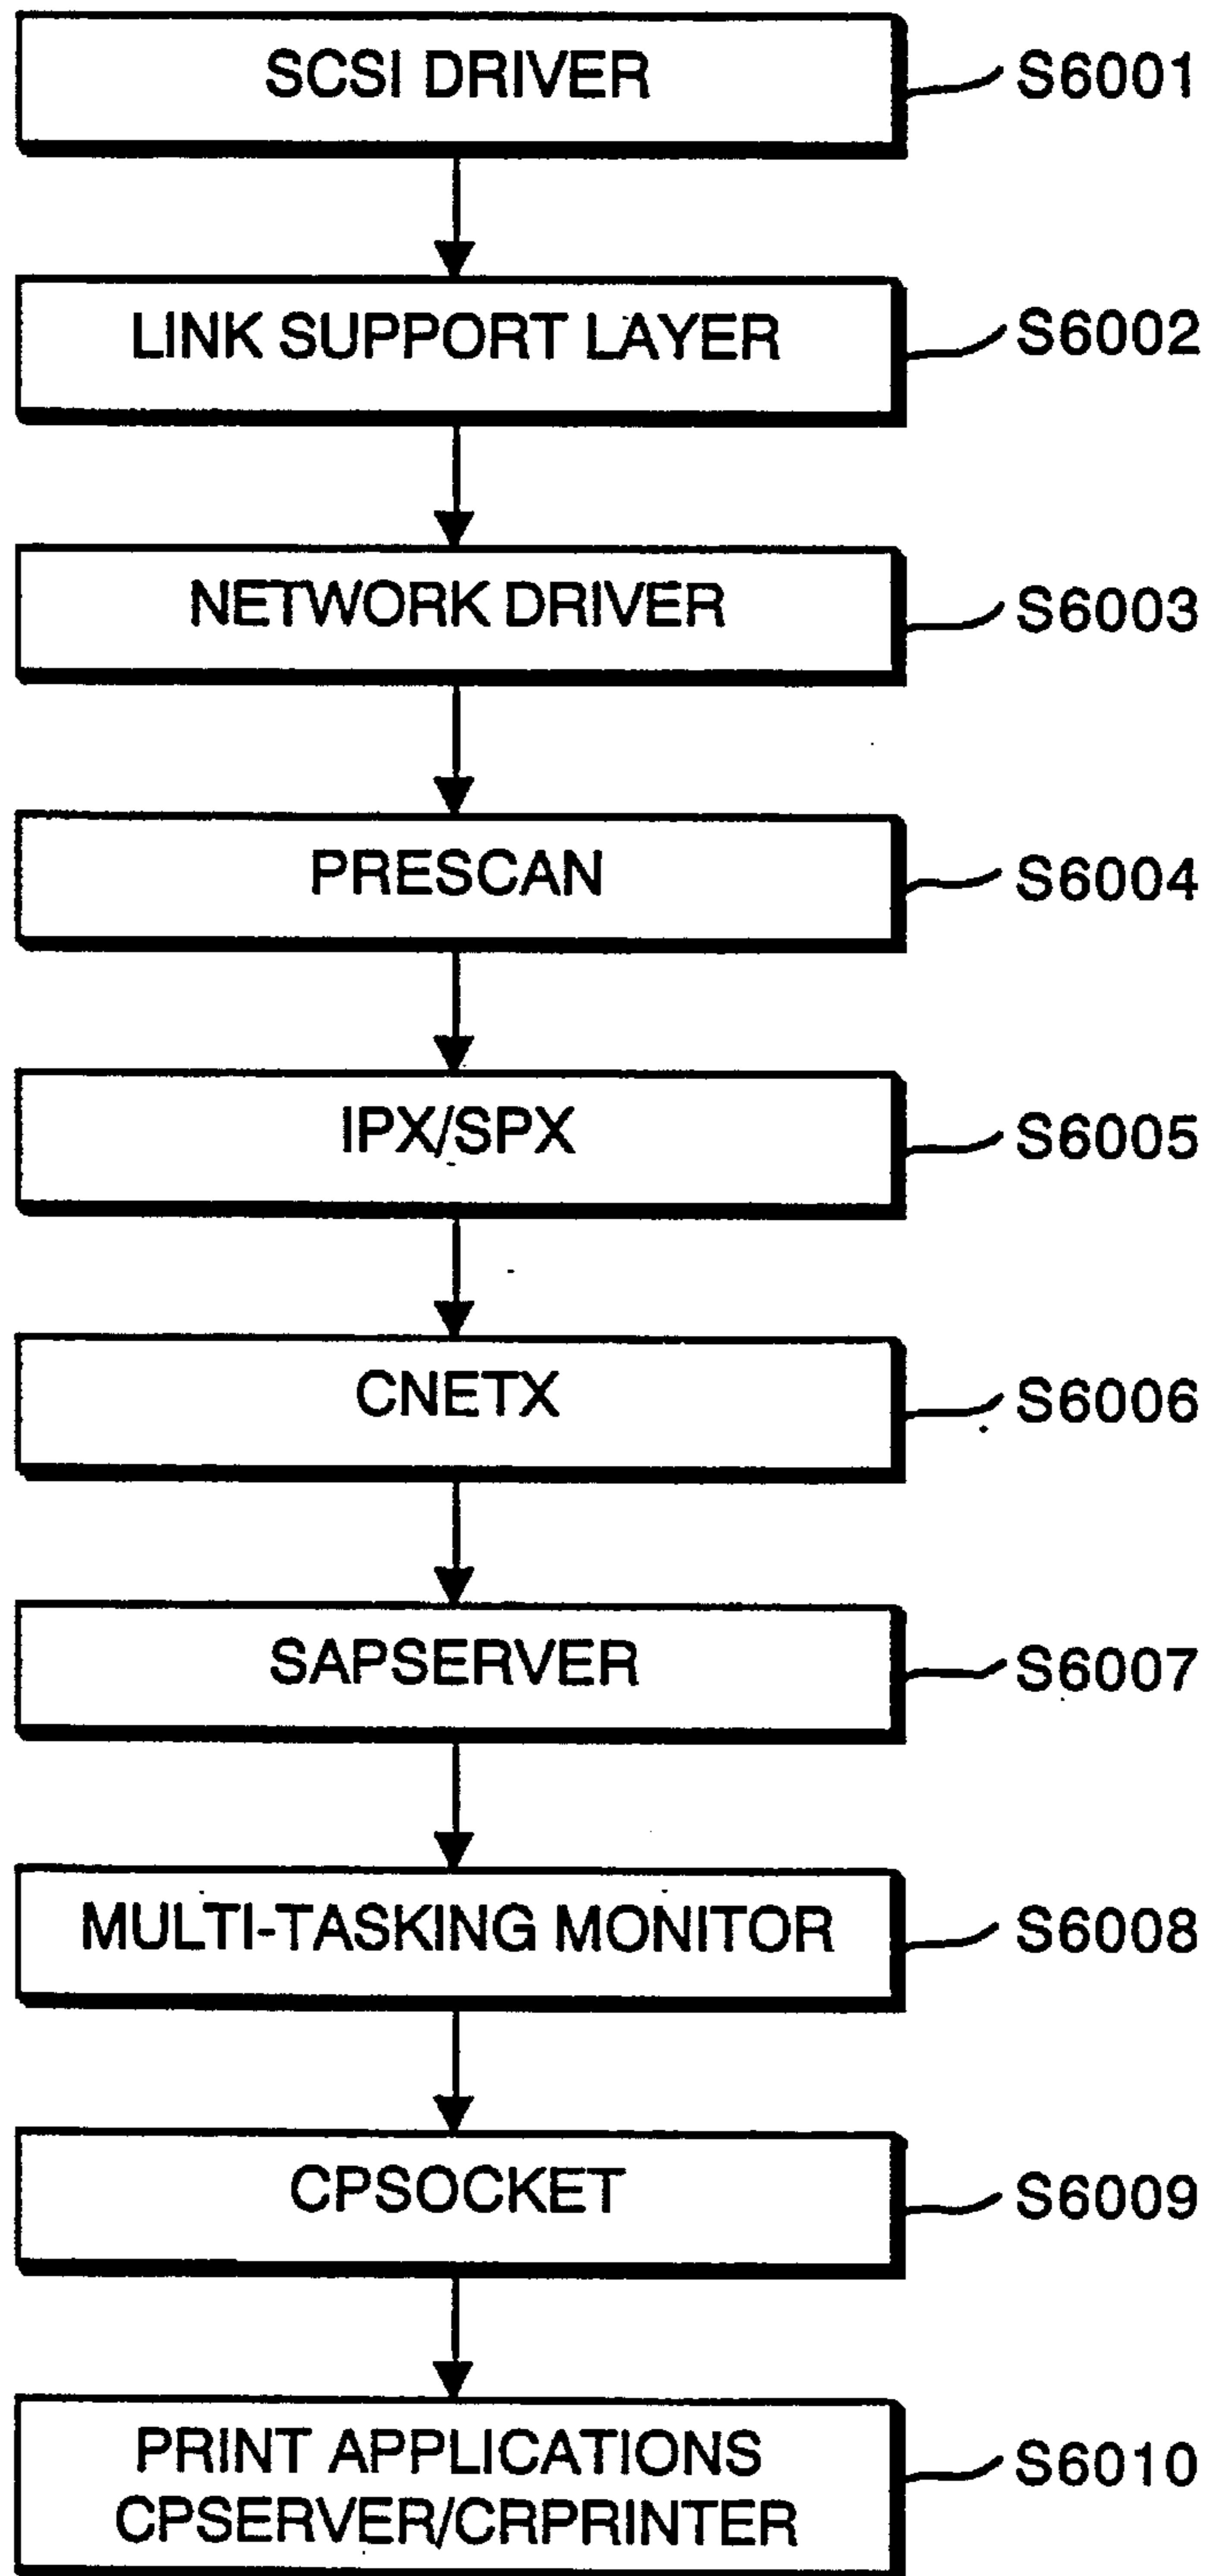 SCSI DRIVER
S6001
LINK SUPPORT LAYER
S6002
NETWORK DRIVER
S6003
PRESCAN
S6004
IPX/SPX
S6005
CNETX
S6006
SAPSERVER
S6007
MULTI-TASKING MONITOR
S6008
CPSOCKET
S6009
PRINT APPLICATIONS
CPSERVER/CRPRINTER
S6010